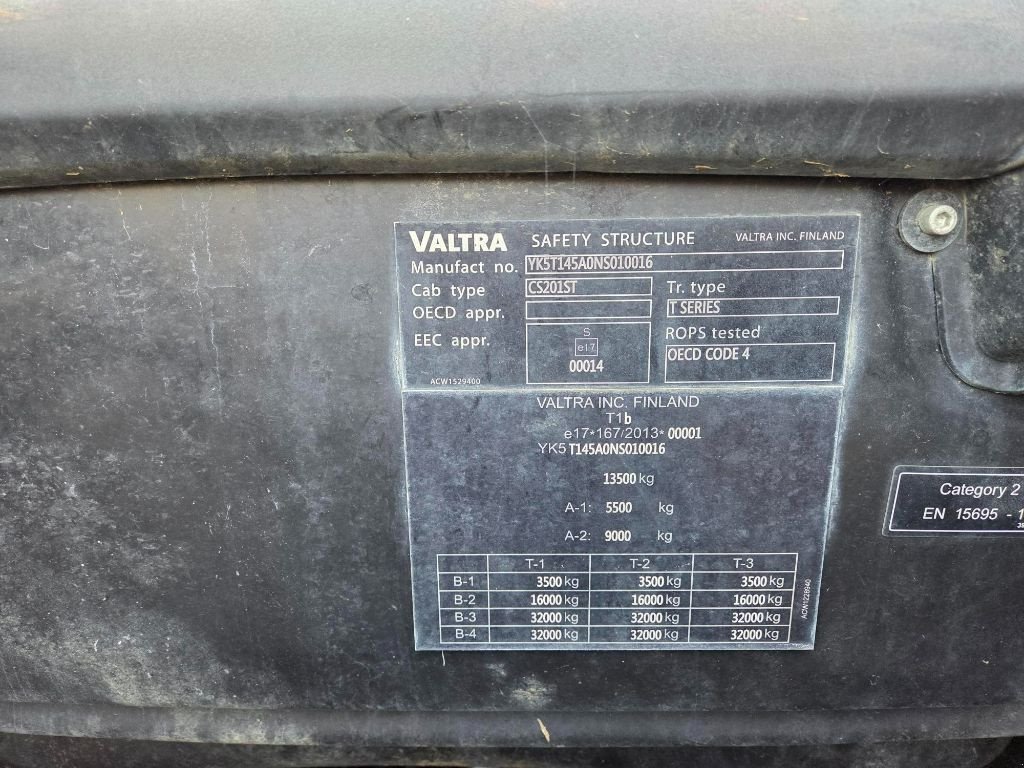 VALTRA SAFETY STRUCTURE VALTRA INC. FINLAND
Manufact no. YK5T145A0NS010016
Cab type CS201ST Tr. type
OECD appr. T SERIES
EEC appr. S ROPS tested
e17 OECD CODE 4
00014
ACW1529400
VALTRA INC. FINLAND
T1b
e17*167/2013*00001
YK5 T145A0NS010016
13500 kg
A-1: 5500 kg
A-2: 9000 kg
T-1 T-2 T-3
B-1 3500 kg 3500 kg 3500 kg
B-2 16000 kg 16000 kg 16000 kg
B-3 32000 kg 32000 kg 32000 kg
B-4 32000 kg 32000 kg 32000 kg
ACW1228940
Category 2
EN 15695 -